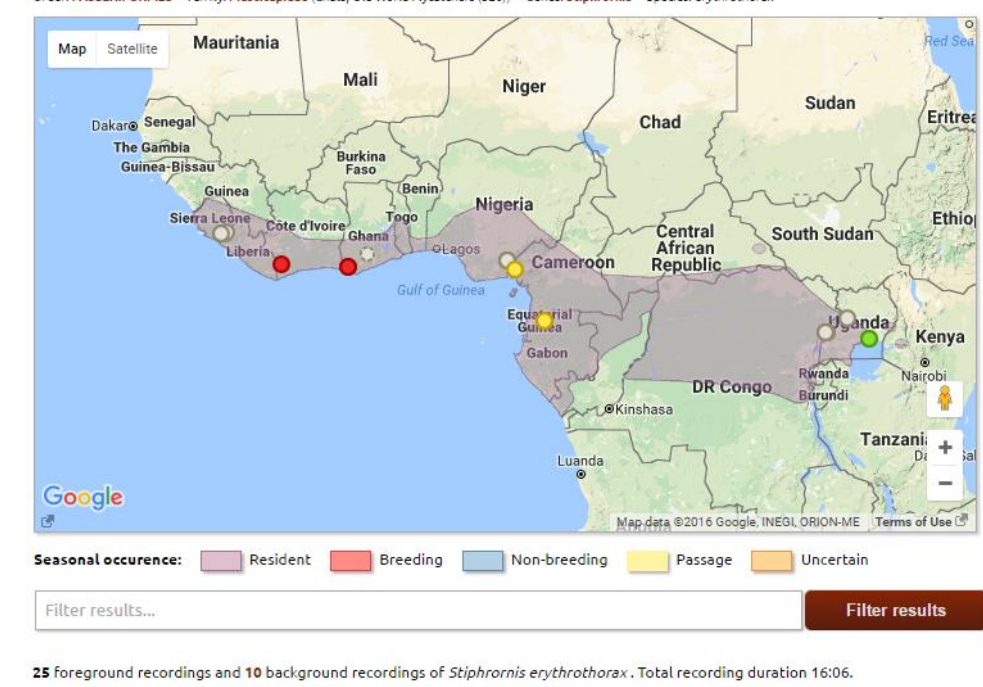 Map Satellite
Mauritania
Mali
Niger
Red Sea
Sudan
Chad
Eritrea
Dakar
Senegal
The Gambia
Guinea-Bissau
Burkina
Faso
Guinea
Benin
Nigeria
Sierra Leone
Côte d'Ivoire
Togo
Ghana
Ethiop
Central
African
Republic
South Sudan
Liberia
Lagos
Cameroon
Gulf of Guinea
Equatorial
Guinea
Uganda
Kenya
Gabon
Rwanda
Nairobi
DR Congo
Burundi
Kinshasa
Tanzani
Luanda
Google
Map data ©2016 Google, INEGI, ORION-ME Terms of Use
Seasonal occurence: Resident Breeding Non-breeding Passage Uncertain
Filter results... Filter results
25 foreground recordings and 10 background recordings of Stiphrornis erythrothorax . Total recording duration 16:06.